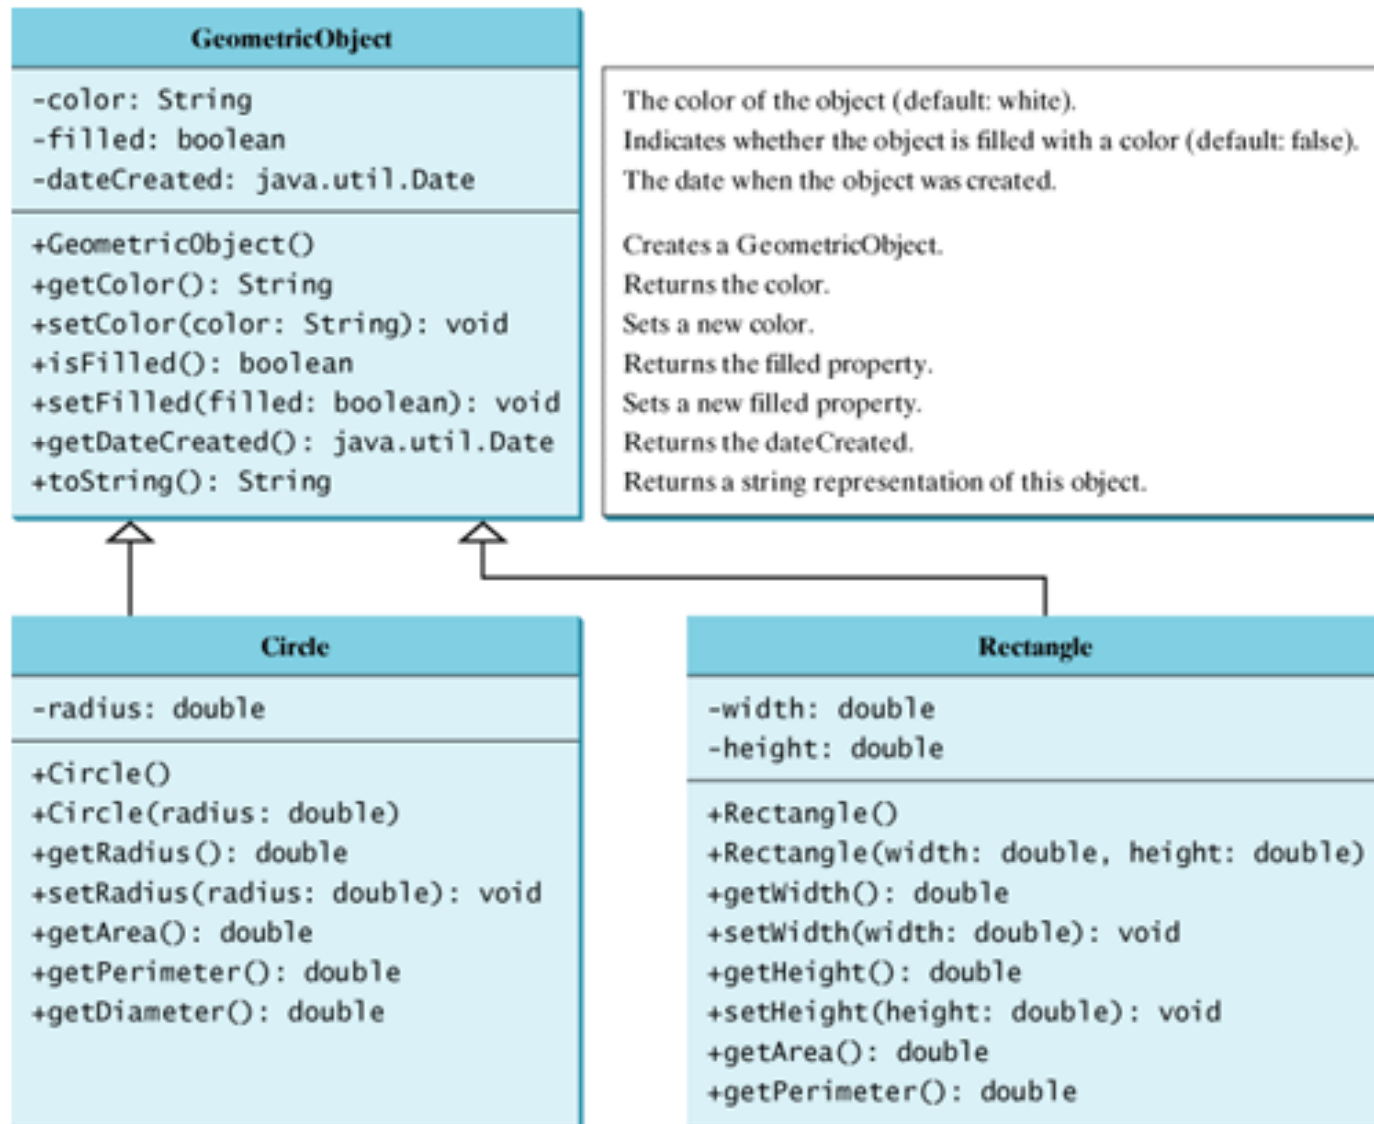 GeometricObject
-color: String
-filled: boolean
-dateCreated: java.util.Date
+GeometricObject()
+getColor(): String
+setColor(color: String): void
+isFilled(): boolean
+setFilled(filled: boolean): void
+getDateCreated(): java.util.Date
+toString(): String
The color of the object (default: white).
Indicates whether the object is filled with a color (default: false).
The date when the object was created.
Creates a GeometricObject.
Returns the color.
Sets a new color.
Returns the filled property.
Sets a new filled property.
Returns the dateCreated.
Returns a string representation of this object.
Circle
-radius: double
+Circle()
+Circle(radius: double)
+getRadius(): double
+setRadius(radius: double): void
+getArea(): double
+getPerimeter(): double
+getDiameter(): double
Rectangle
-width: double
-height: double
+Rectangle()
+Rectangle(width: double, height: double)
+getWidth(): double
+setWidth(width: double): void
+getHeight(): double
+setHeight(height: double): void
+getArea(): double
+getPerimeter(): double